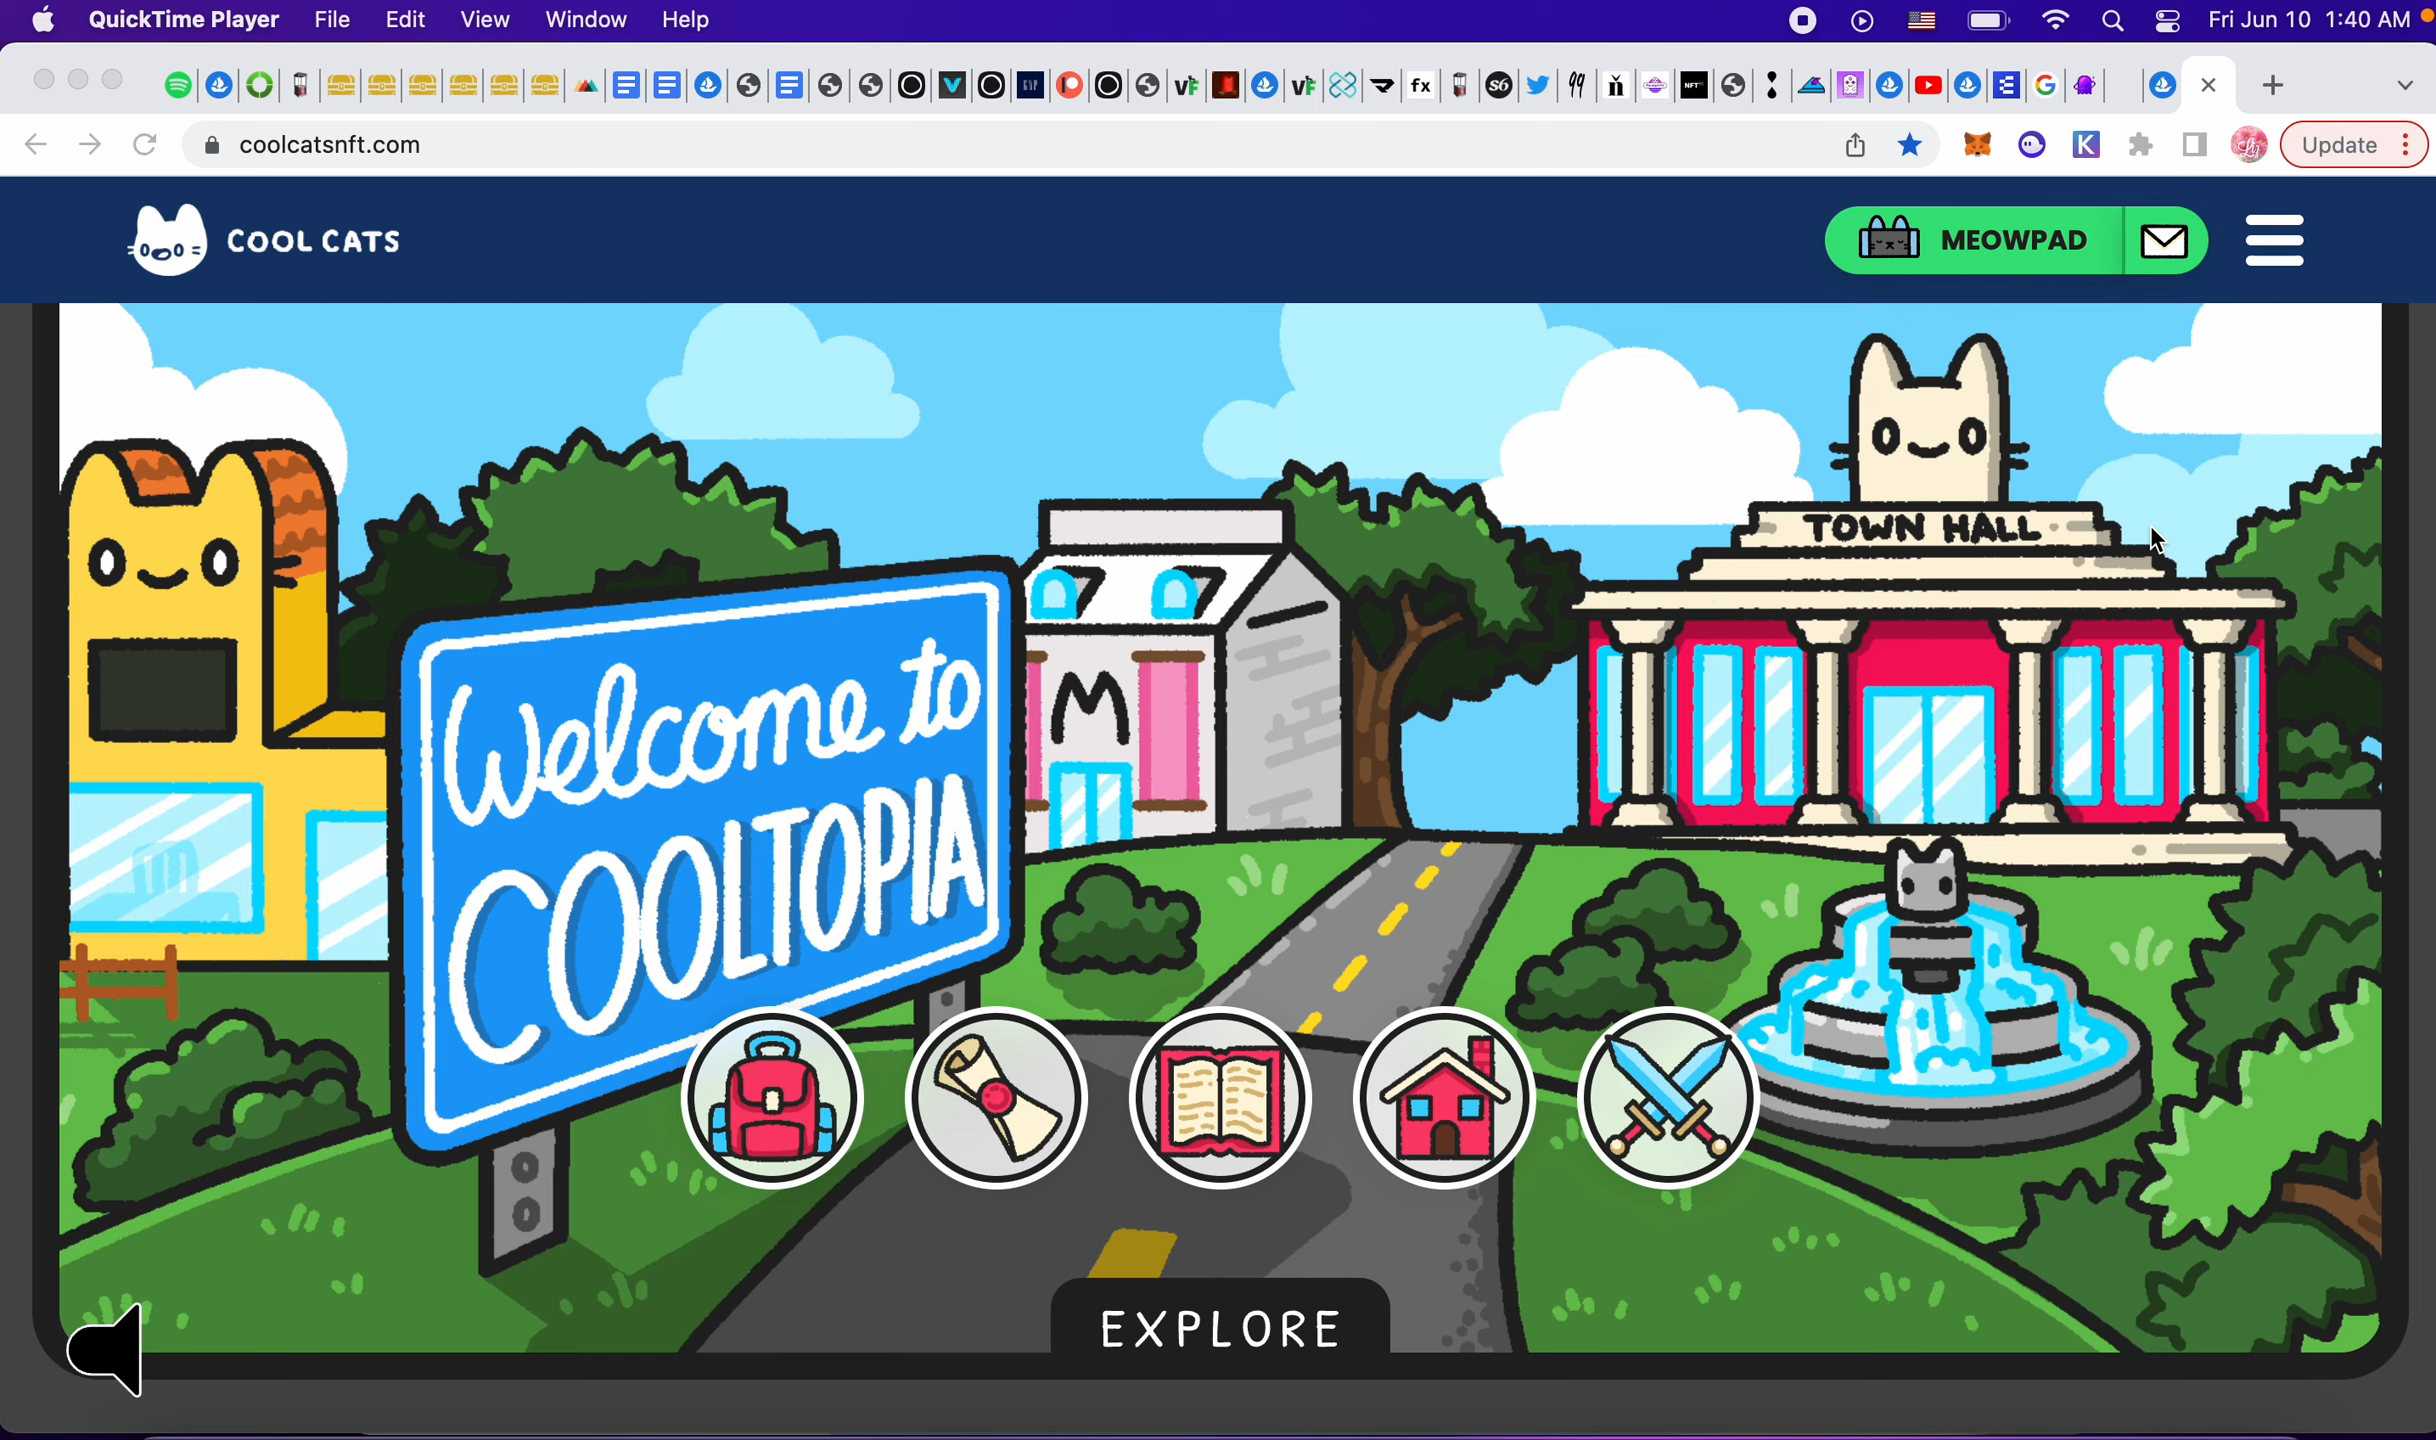 QuickTime Player File Edit View Window Help Fri Jun 10 1:40 AM
coolcatsnft.com Update
COOL CATS MEOWPAD
TOWN HALL
Welcome to
COOLTOPIA
M
EXPLORE